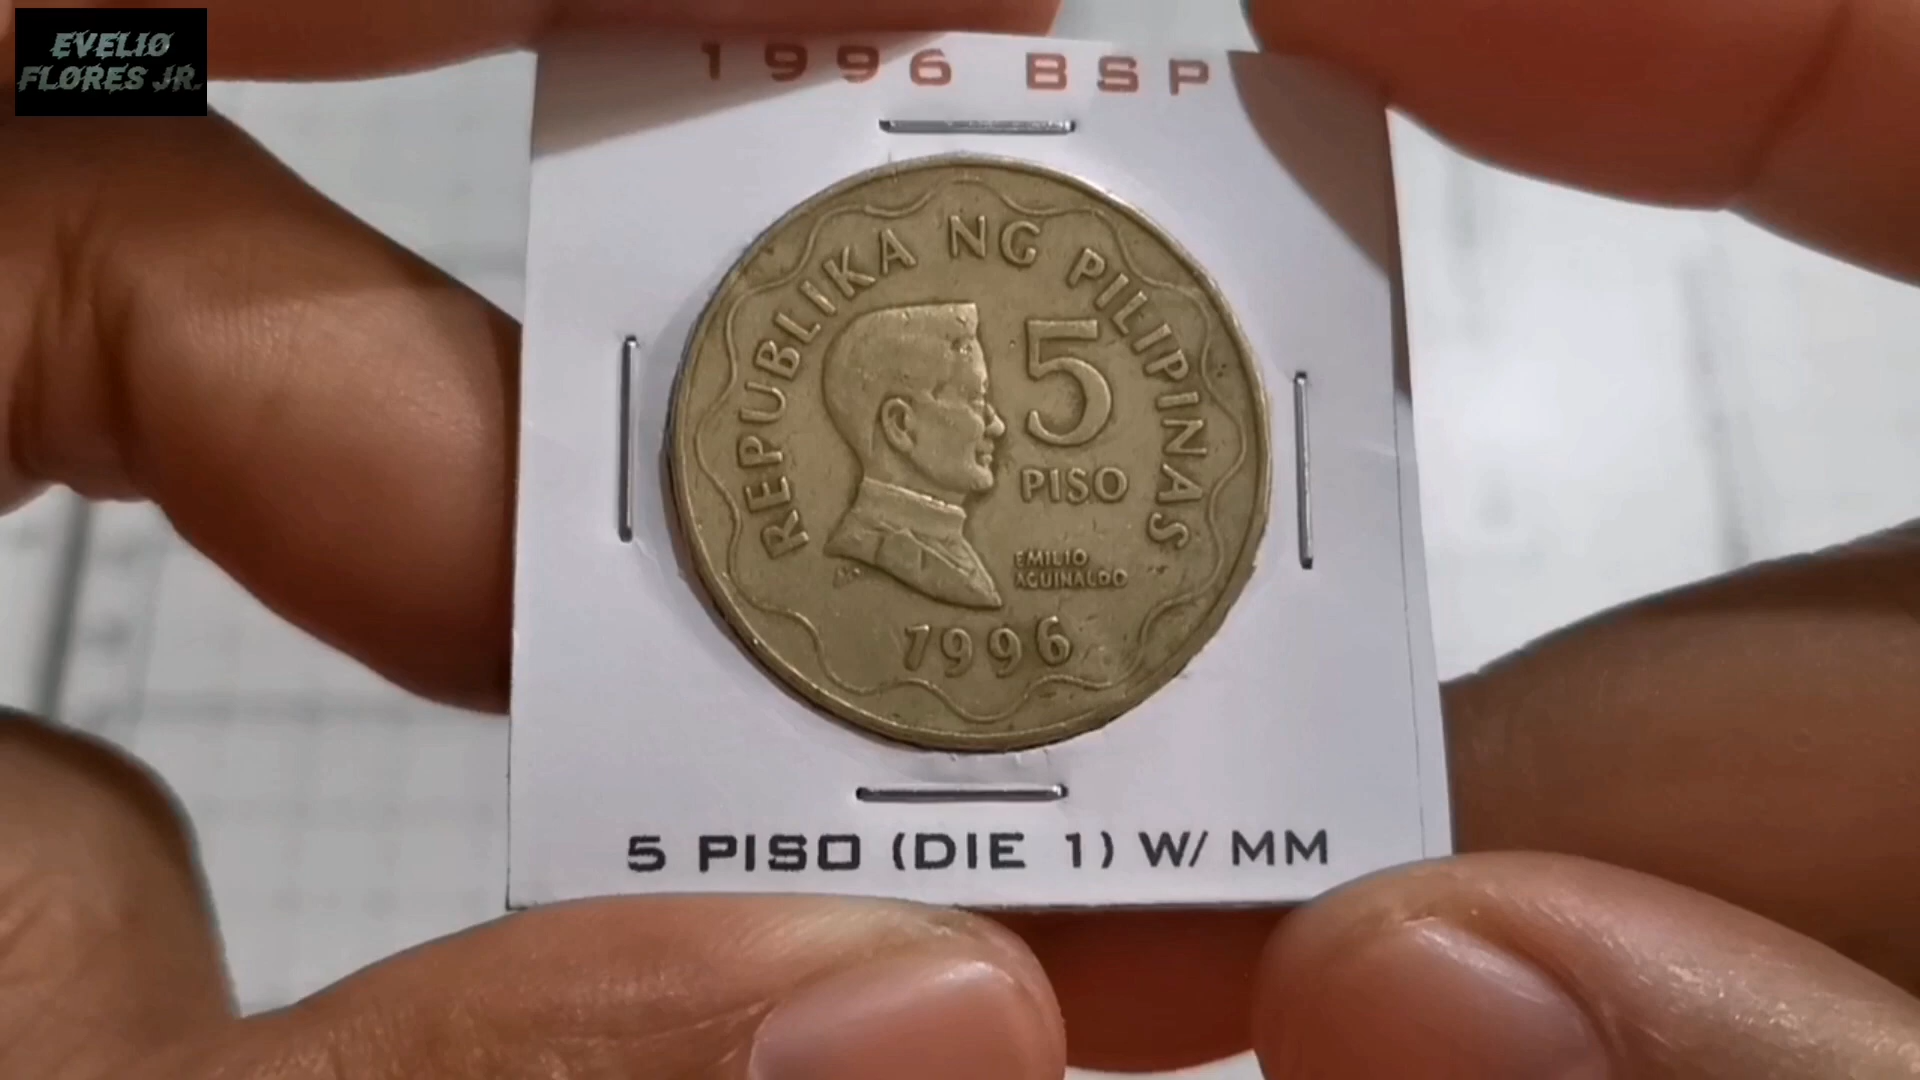 EVELIO
FLORES JR.
1996 BSP
REPUBLIKA NG PILIPINAS
5
PISO
EMILIO
AGUINALDO
1996
5 PISO (DIE 1) W/ MM